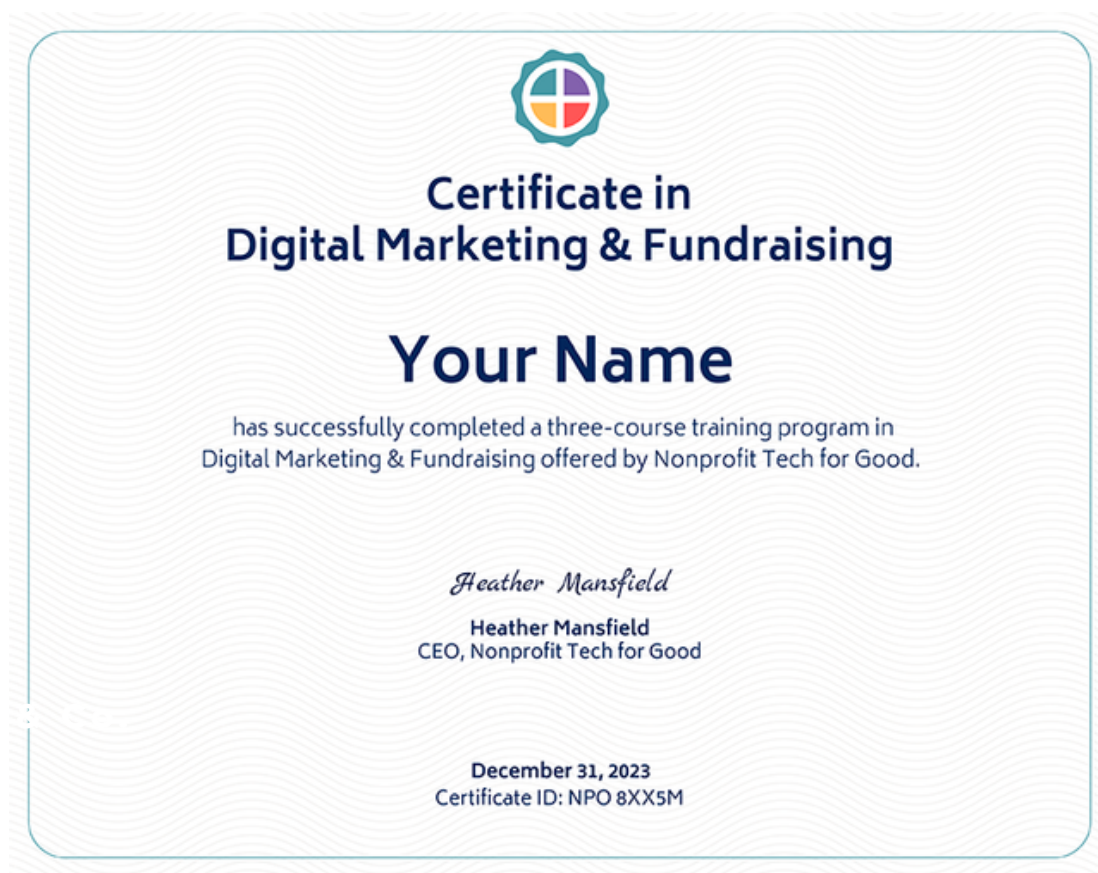 Certificate in
Digital Marketing & Fundraising
Your Name
has successfully completed a three-course training program in
Digital Marketing & Fundraising offered by Nonprofit Tech for Good.
Heather Mansfield
Heather Mansfield
CEO, Nonprofit Tech for Good
December 31, 2023
Certificate ID: NPO 8XX5M